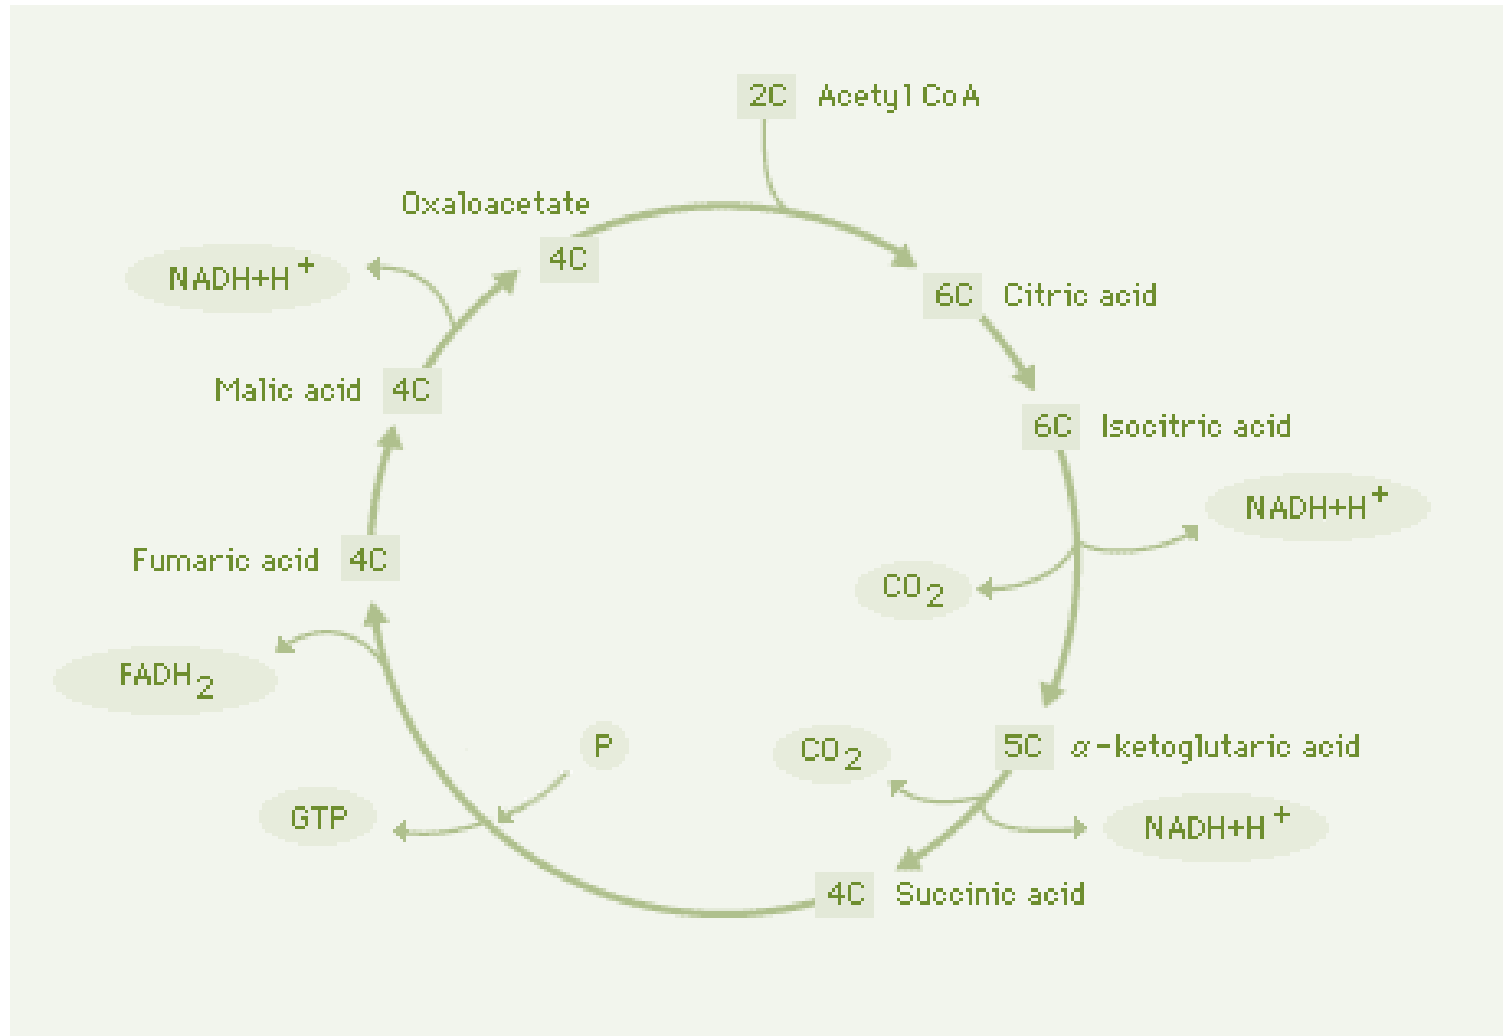 2C Acetyl CoA
Oxaloacetate
4C
NADH+H⁺
6C Citric acid
Malic acid 4C
6C Isocitric acid
NADH+H⁺
Fumaric acid 4C
CO₂
FADH₂
P
CO₂
5C α-ketoglutaric acid
GTP
NADH+H⁺
4C Succinic acid